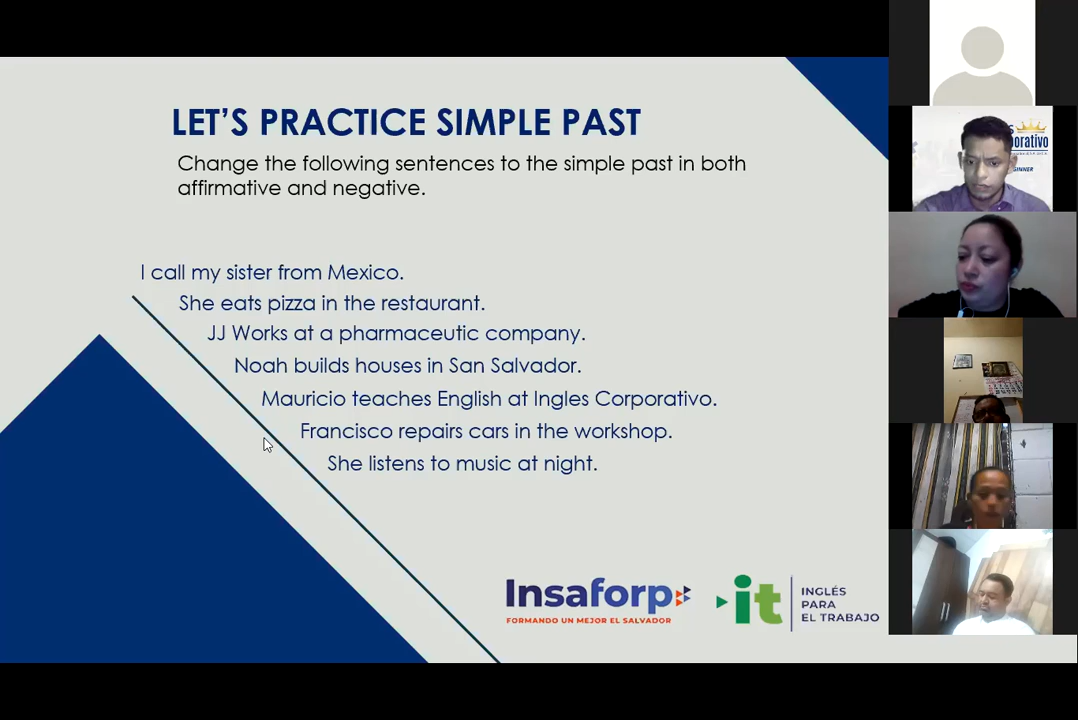 LET'S PRACTICE SIMPLE PAST
Change the following sentences to the simple past in both
affirmative and negative.
I call my sister from Mexico.
She eats pizza in the restaurant.
JJ Works at a pharmaceutic company.
Noah builds houses in San Salvador.
Mauricio teaches English at Ingles Corporativo.
Francisco repairs cars in the workshop.
She listens to music at night.
Insaforp
FORMANDO UN MEJOR EL SALVADOR
it
INGLÉS
PARA
EL TRABAJO